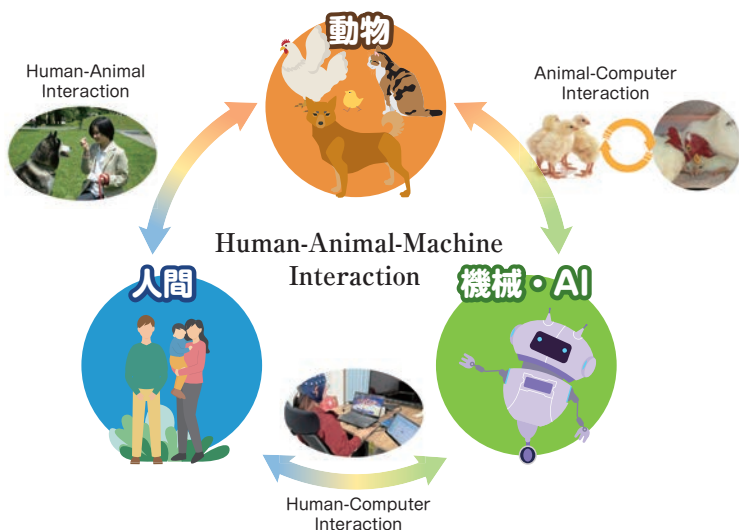 動物
Human-Animal
Interaction
Animal-Computer
Interaction
Human-Animal-Machine
Interaction
人間
機械・AI
Human-Computer
Interaction